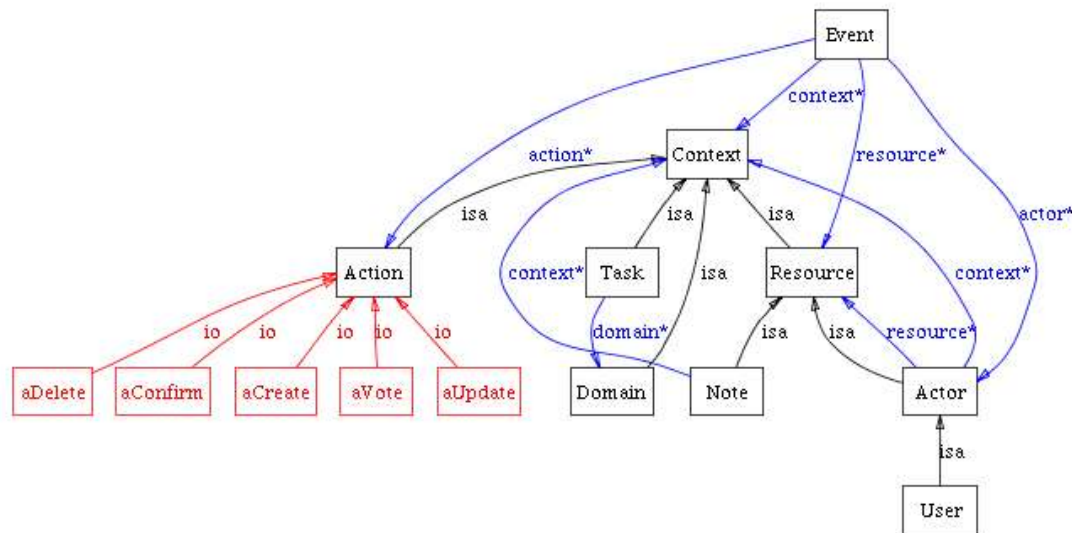 Event
context*
action*
Context
resource*
isa
isa
isa
actor*
Action
context*
Task
isa
Resource
context*
io
io
io
io
io
domain*
isa
isa
resource*
aDelete
aConfirm
aCreate
aVote
aUpdate
Domain
Note
Actor
isa
User